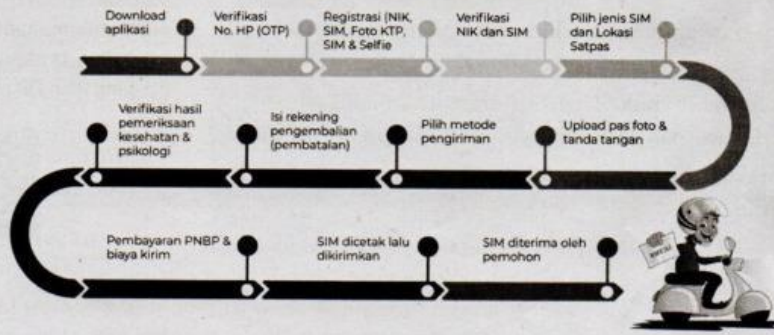 Download
aplikasi
Verifikasi
No. HP (OTP)
Registrasi (NIK,
SIM, Foto KTP,
SIM & Selfie
Verifikasi
NIK dan SIM
Pilih jenis SIM
dan Lokasi
Satpas
Upload pas foto &
tanda tangan
Pilih metode
pengiriman
Isi rekening
pengembalian
(pembatalan)
Verifikasi hasil
pemeriksaan
kesehatan &
psikologi
Pembayaran PNBP &
biaya kirim
SIM dicetak lalu
dikirimkan
SIM diterima oleh
pemohon